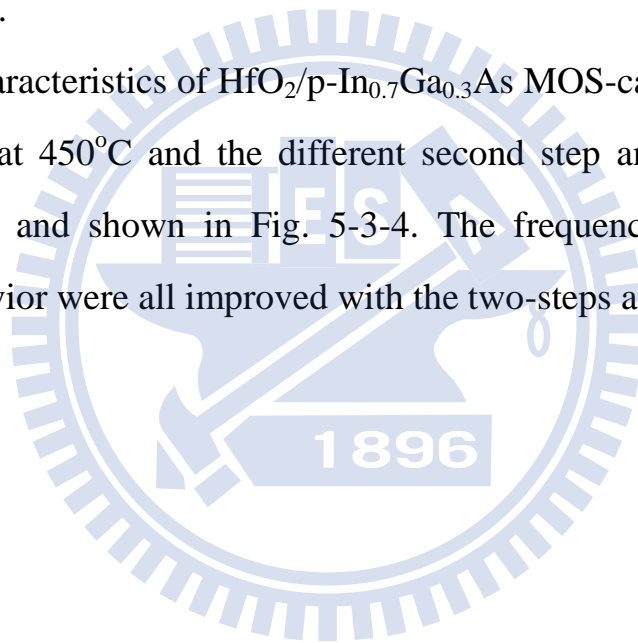 .
aracteristics of HfO₂/p-In₀.₇Ga₀.₃As MOS-ca
at 450°C and the different second step an
and shown in Fig. 5-3-4. The frequenc
vior were all improved with the two-steps a
ES
1896